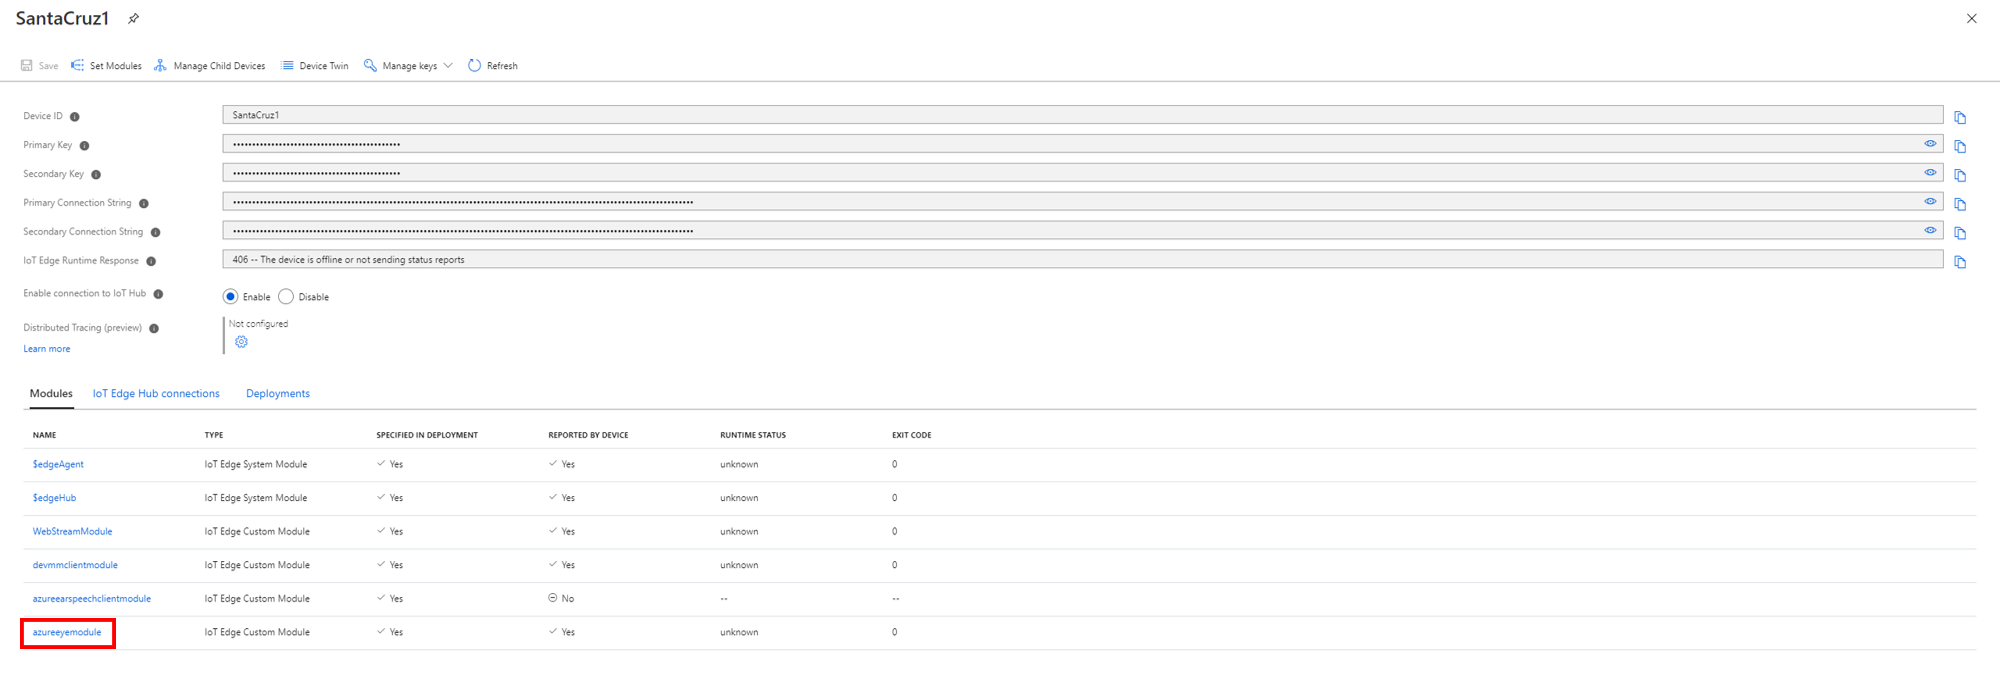 SantaCruz1
Save Set Modules Manage Child Devices Device Twin Manage keys Refresh
Device ID SantaCruz1
Primary Key ••••••••••••••••••••••••••••••••••••••••••••
Secondary Key ••••••••••••••••••••••••••••••••••••••••••••
Primary Connection String
Secondary Connection String
IoT Edge Runtime Response 406 -- The device is offline or not sending status reports
Enable connection to IoT Hub Enable Disable
Distributed Tracing (preview) Not configured
Learn more
Modules IoT Edge Hub connections Deployments
NAME TYPE SPECIFIED IN DEPLOYMENT REPORTED BY DEVICE RUNTIME STATUS EXIT CODE
$edgeAgent IoT Edge System Module Yes Yes unknown 0
$edgeHub IoT Edge System Module Yes Yes unknown 0
WebStreamModule IoT Edge Custom Module Yes Yes unknown 0
devmmclientmodule IoT Edge Custom Module Yes Yes unknown 0
azureearspeechclientmodule IoT Edge Custom Module Yes No -- --
azureeyemodule IoT Edge Custom Module Yes Yes unknown 0